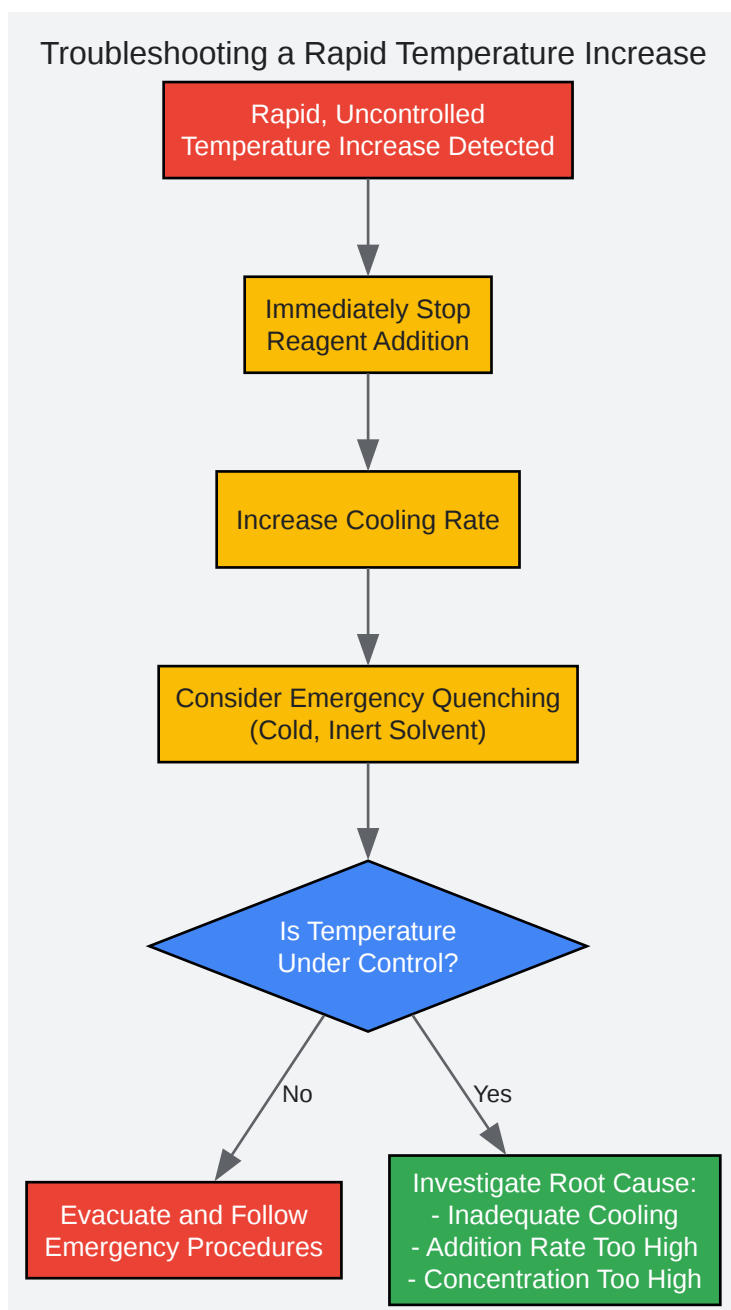 Troubleshooting a Rapid Temperature Increase
Rapid, Uncontrolled
Temperature Increase Detected
Immediately Stop
Reagent Addition
Increase Cooling Rate
Consider Emergency Quenching
(Cold, Inert Solvent)
Is Temperature
Under Control?
No
Yes
Evacuate and Follow
Emergency Procedures
Investigate Root Cause:
- Inadequate Cooling
- Addition Rate Too High
- Concentration Too High